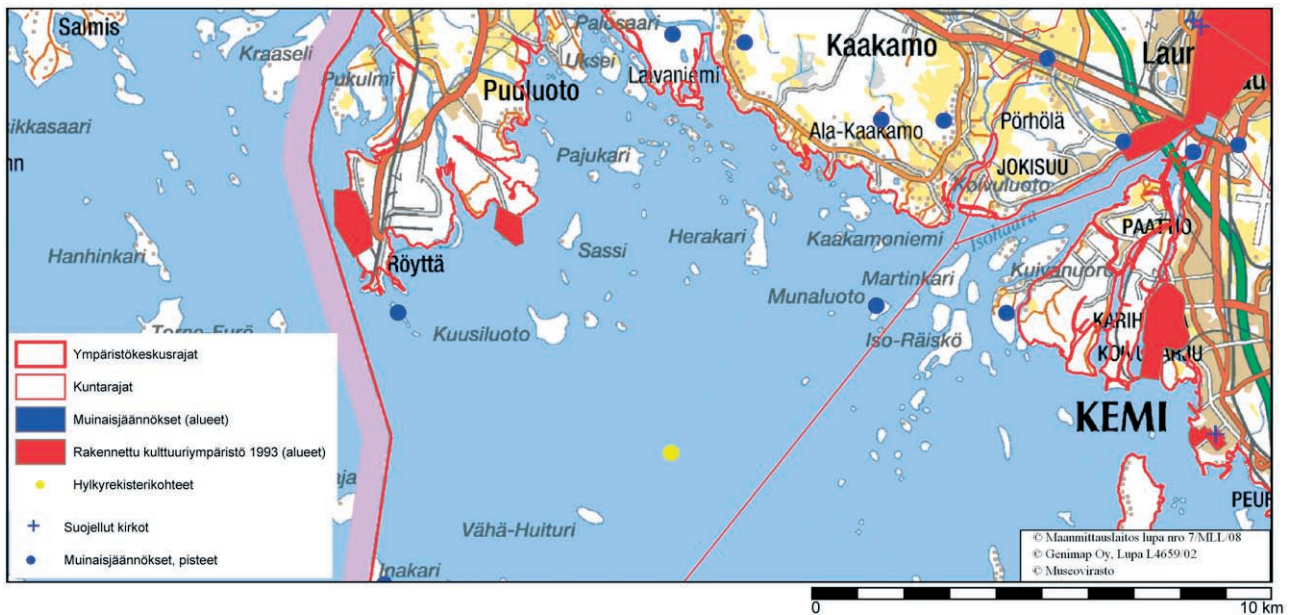 Salmis
Kraaseli
Pukulmi
Puuluoto
Palosaari
Uksei
Laivaniemi
Kaakamo
Laur
Ala-Kaakamo
Pörhölä
JOKISUU
Pajukari
Koivuluoto
Isohaara
PAATTIO
Hanhinkari
Röyttä
Sassi
Herakari
Kaakamoniemi
Martinkari
Kuivanuoro
Munaluoto
Kuusiluoto
Iso-Räiskö
KEMI
Vähä-Huituri
Inakari
PEUR
Ympäristökeskusrajat
Kuntarajat
Muinaisjäännökset (alueet)
Rakennettu kulttuuriympäristö 1993 (alueet)
Hylkyrekisterikohteet
Suojellut kirkot
Muinaisjäännökset, pisteet
© Maanmittauslaitos lupa nro 7/MLL/08
© Genimap Oy, Lupa L4659/02
© Museovirasto
0 10 km